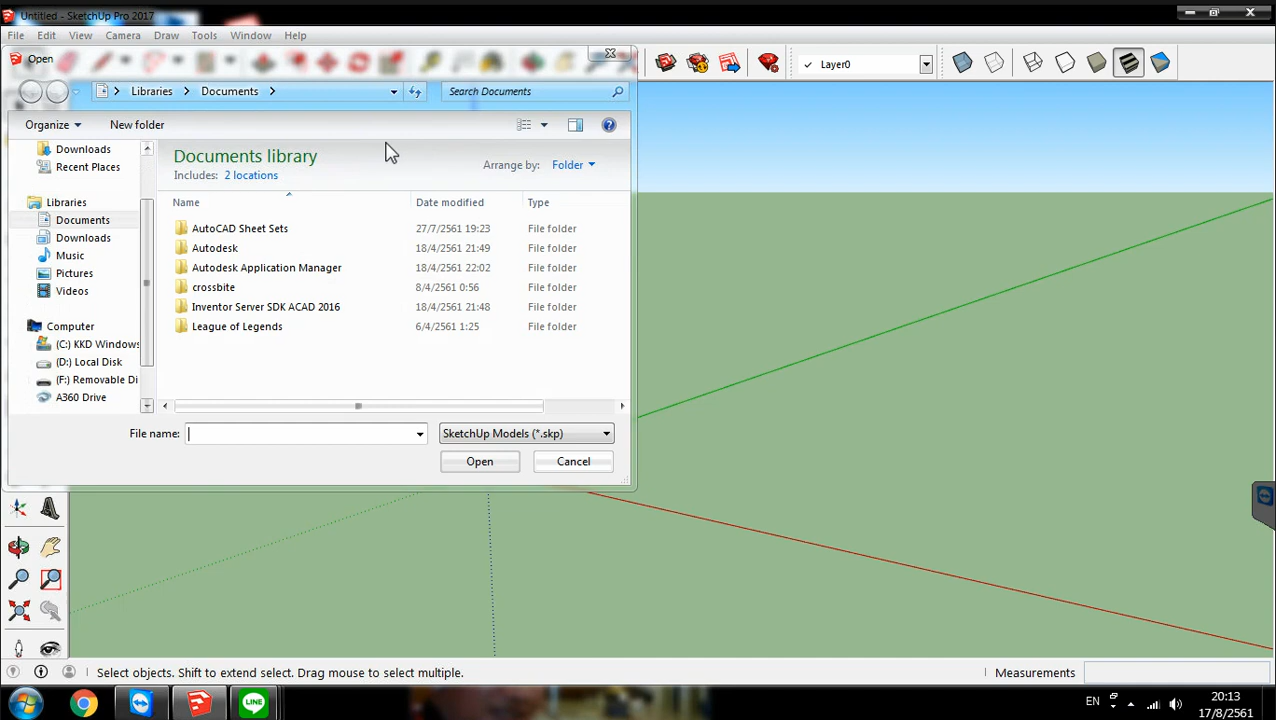 Untitled - SketchUp Pro 2017
File Edit View Camera Draw Tools Window Help
Open
Layer0
Libraries Documents
Search Documents
Organize New folder
Downloads
Recent Places
Libraries
Documents
Downloads
Music
Pictures
Videos
Computer
(C:) KKD Windows
(D:) Local Disk
(F:) Removable Di
A360 Drive
Documents library
Includes: 2 locations
Arrange by: Folder
Name Date modified Type
AutoCAD Sheet Sets 27/7/2561 19:23 File folder
Autodesk 18/4/2561 21:49 File folder
Autodesk Application Manager 18/4/2561 22:02 File folder
crossbite 8/4/2561 0:56 File folder
Inventor Server SDK ACAD 2016 18/4/2561 21:48 File folder
League of Legends 6/4/2561 1:25 File folder
File name: SketchUp Models (*.skp)
Open Cancel
Select objects. Shift to extend select. Drag mouse to select multiple.
Measurements
LINE
EN
20:13
17/8/2561